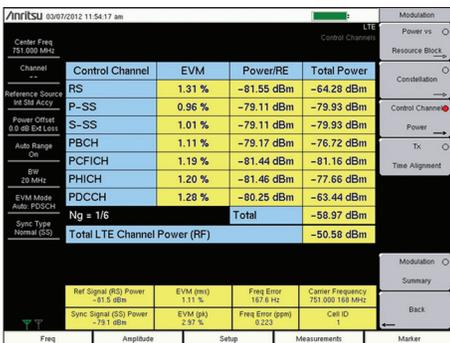 Anritsu 03/07/2012 11:54:17 am
LTE
Control Channels
Center Freq
751.000 MHz
Channel
--
Reference Source
Int Std Accy
Power Offset
0.0 dB Ext Loss
Auto Range
On
BW
20 MHz
EVM Mode
Auto: PDSCH
Sync Type
Normal (SS)
Control Channel EVM Power/RE Total Power
RS 1.31 % -81.55 dBm -64.28 dBm
P-SS 0.96 % -79.11 dBm -79.93 dBm
S-SS 1.01 % -79.11 dBm -79.93 dBm
PBCH 1.11 % -79.17 dBm -76.72 dBm
PCFICH 1.19 % -81.44 dBm -81.16 dBm
PHICH 1.20 % -81.46 dBm -77.66 dBm
PDCCH 1.28 % -80.25 dBm -63.44 dBm
Ng = 1/6 Total -58.97 dBm
Total LTE Channel Power (RF) -50.58 dBm
Ref Signal (RS) Power EVM (rms) Freq Error Carrier Frequency
-81.5 dBm 1.11 % 167.6 Hz 751.000 168 MHz
Sync Signal (SS) Power EVM (pk) Freq Error (ppm) Cell ID
-79.1 dBm 2.97 % 0.223 1
Modulation
Power vs
Resource Block
Constellation
Control Channel
Power
Tx
Time Alignment
Modulation
Summary
Back
Freq Amplitude Setup Measurements Marker